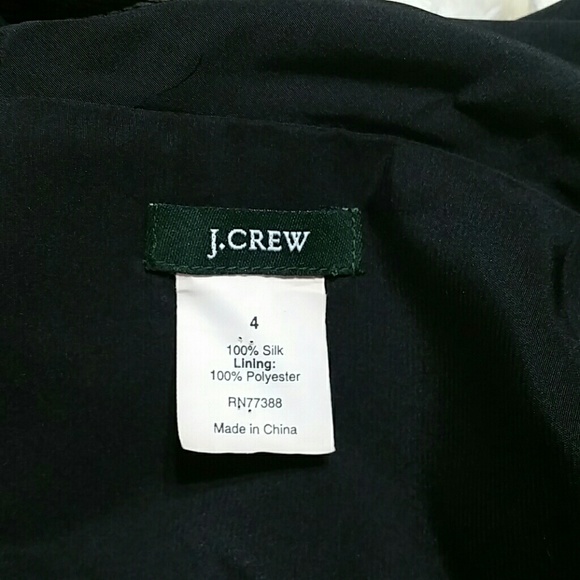 J.CREW
4
100% Silk
Lining:
100% Polyester
RN77388
Made in China